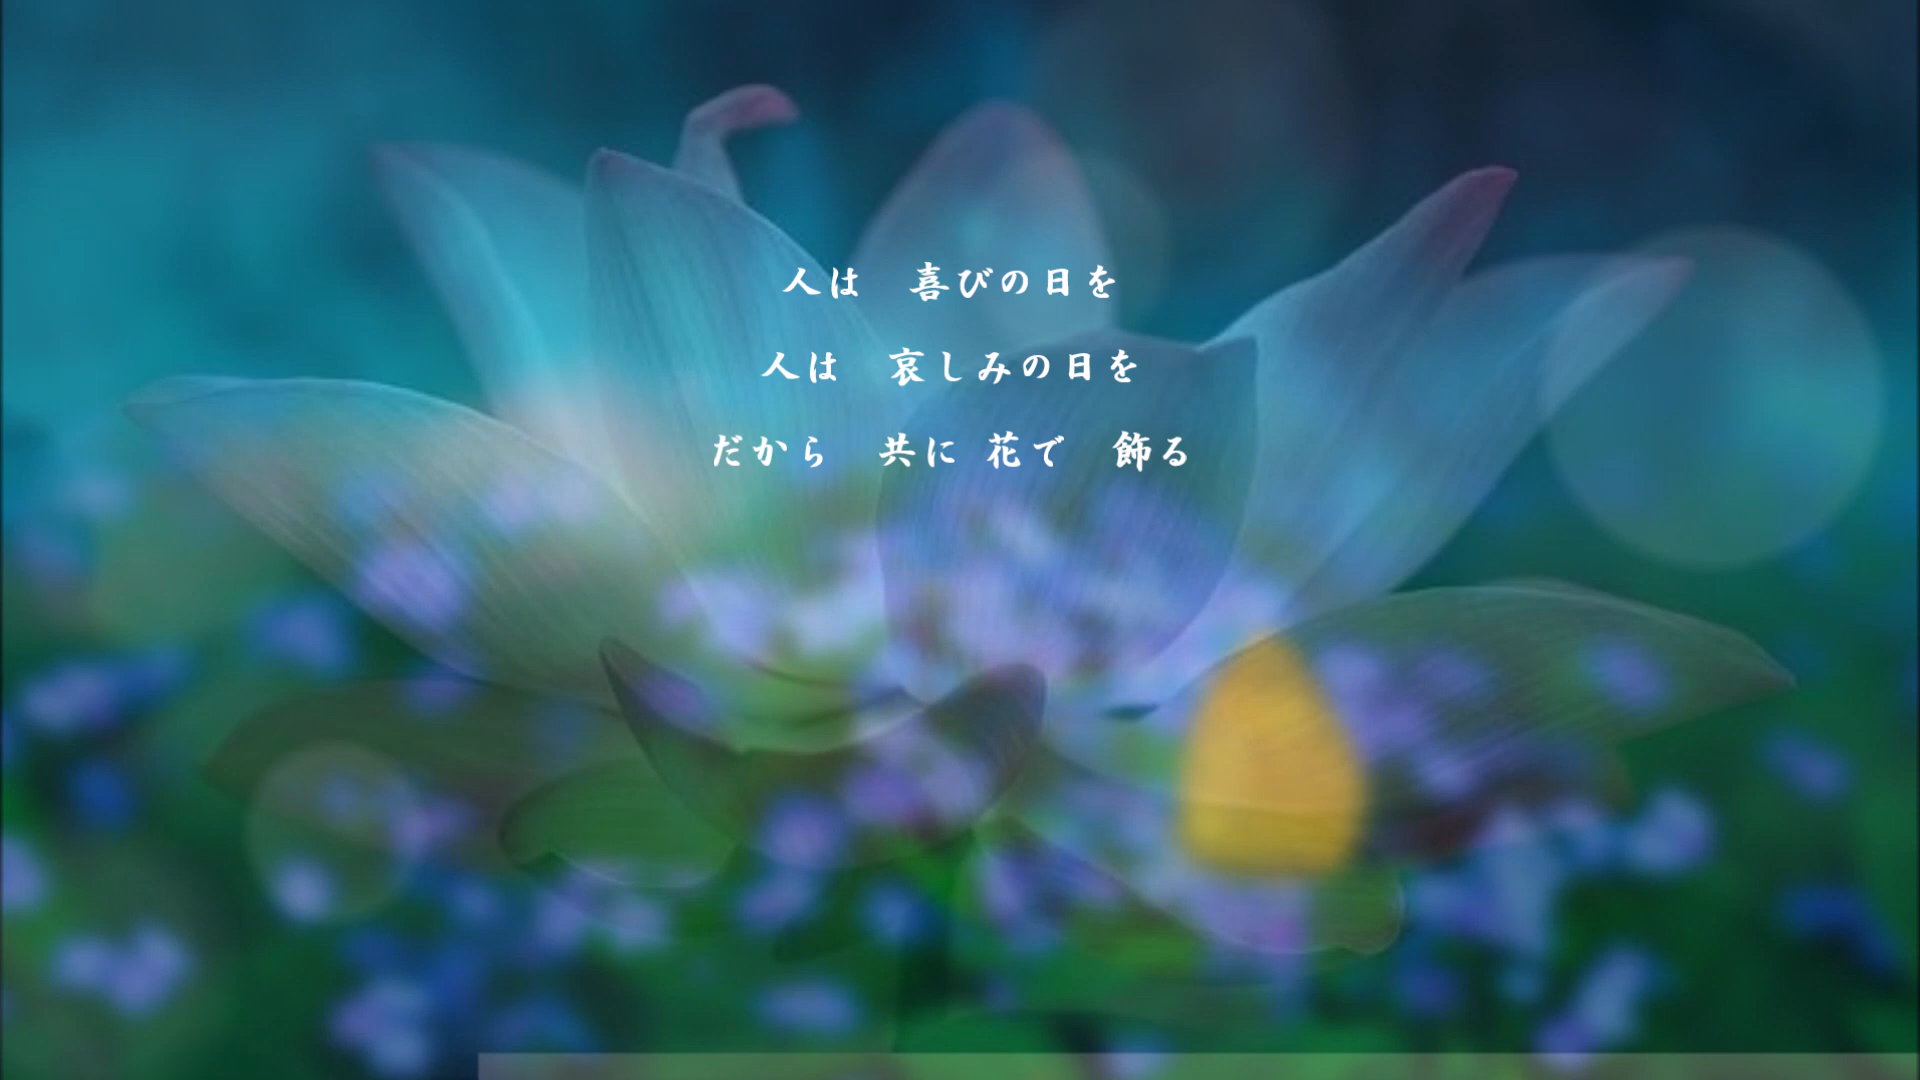 人は　喜びの日を
人は　哀しみの日を
だから　共に 花で　飾る